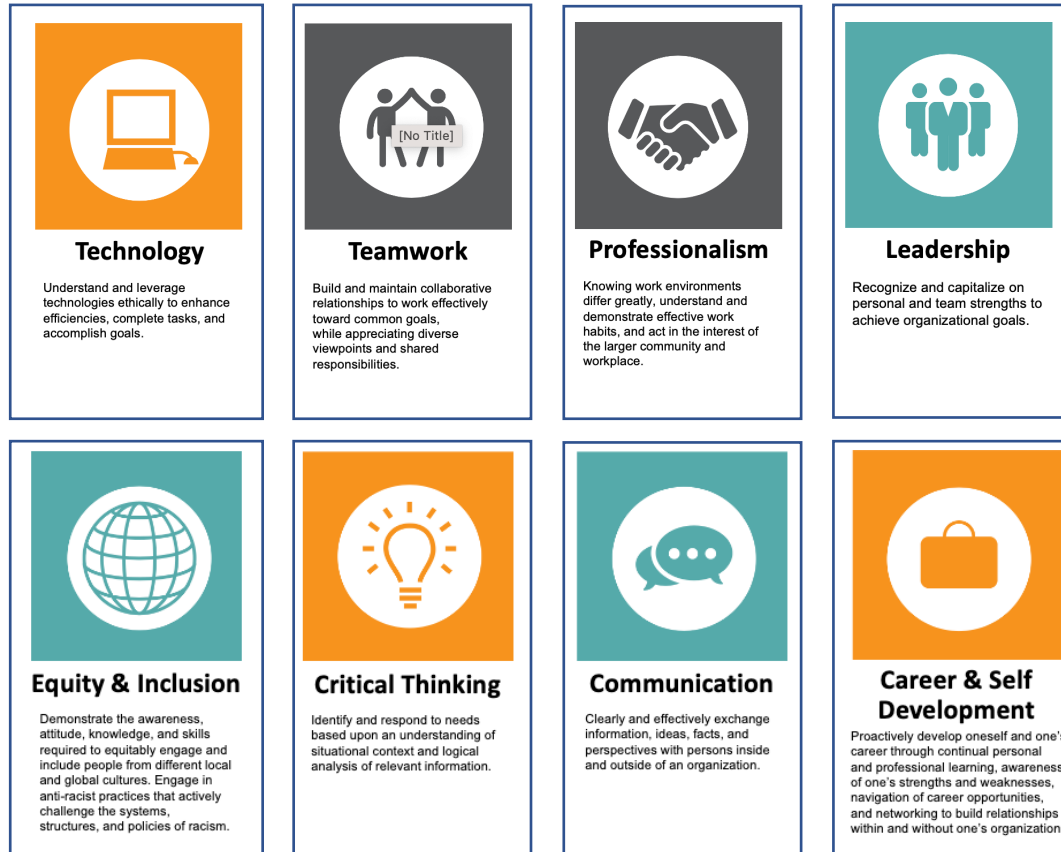 [No Title]
Technology
Understand and leverage
technologies ethically to enhance
efficiencies, complete tasks, and
accomplish goals.
Teamwork
Build and maintain collaborative
relationships to work effectively
toward common goals,
while appreciating diverse
viewpoints and shared
responsibilities.
Professionalism
Knowing work environments
differ greatly, understand and
demonstrate effective work
habits, and act in the interest of
the larger community and
workplace.
Leadership
Recognize and capitalize on
personal and team strengths to
achieve organizational goals.
Equity & Inclusion
Demonstrate the awareness,
attitude, knowledge, and skills
required to equitably engage and
include people from different local
and global cultures. Engage in
anti-racist practices that actively
challenge the systems,
structures, and policies of racism.
Critical Thinking
Identify and respond to needs
based upon an understanding of
situational context and logical
analysis of relevant information.
Communication
Clearly and effectively exchange
information, ideas, facts, and
perspectives with persons inside
and outside of an organization.
Career & Self
Development
Proactively develop oneself and one's
career through continual personal
and professional learning, awareness
of one's strengths and weaknesses,
navigation of career opportunities,
and networking to build relationships
within and without one's organization